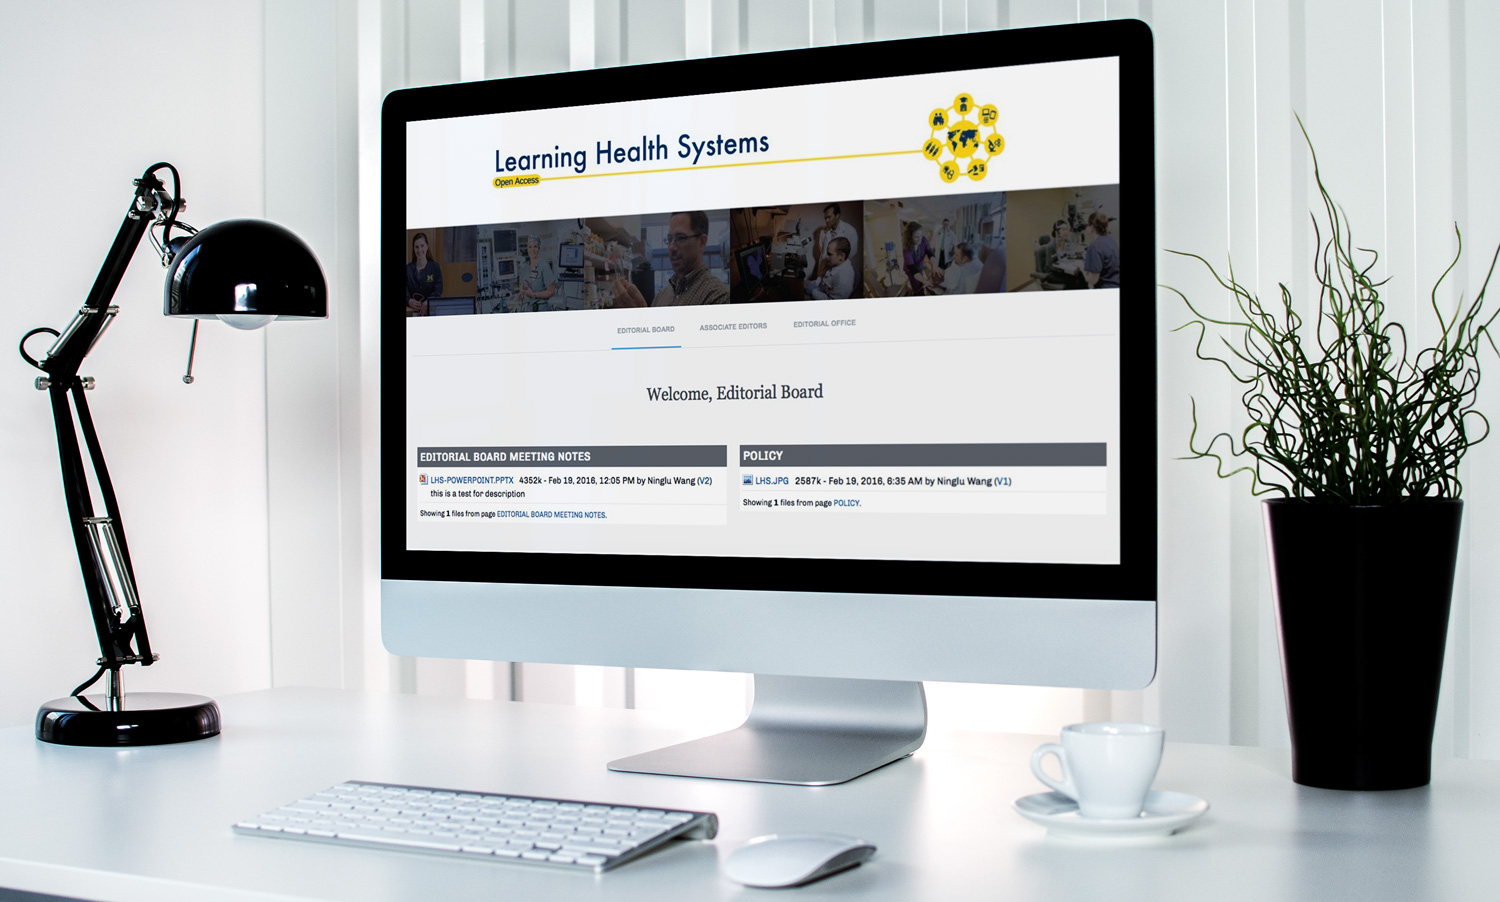 Learning Health Systems
Open Access
EDITORIAL BOARD
ASSOCIATE EDITORS
EDITORIAL OFFICE
Welcome, Editorial Board
EDITORIAL BOARD MEETING NOTES
LHS-POWERPOINT.PPTX 4352k - Feb 19, 2016, 12:05 PM by Ninglu Wang (V2)
this is a test for description
Showing 1 files from page EDITORIAL BOARD MEETING NOTES.
POLICY
LHS.JPG 2587k - Feb 19, 2016, 6:35 AM by Ninglu Wang (V1)
Showing 1 files from page POLICY.